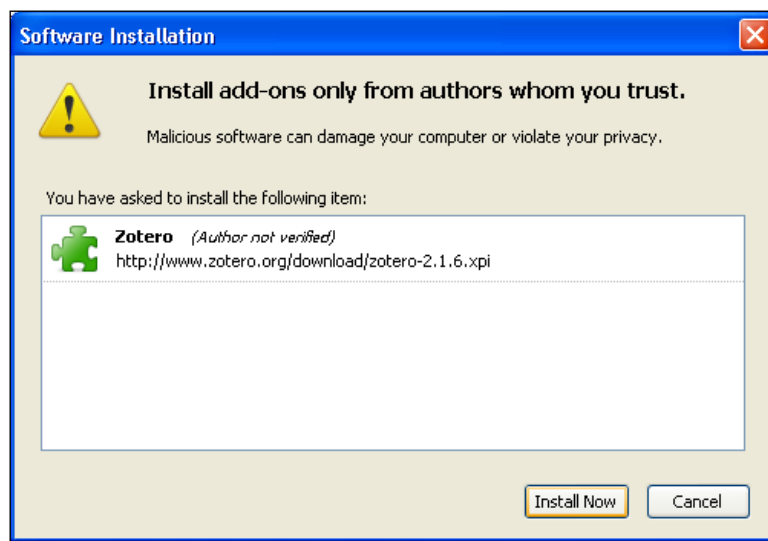 Software Installation
Install add-ons only from authors whom you trust.
Malicious software can damage your computer or violate your privacy.
You have asked to install the following item:
Zotero (Author not verified)
http://www.zotero.org/download/zotero-2.1.6.xpi
Install Now Cancel